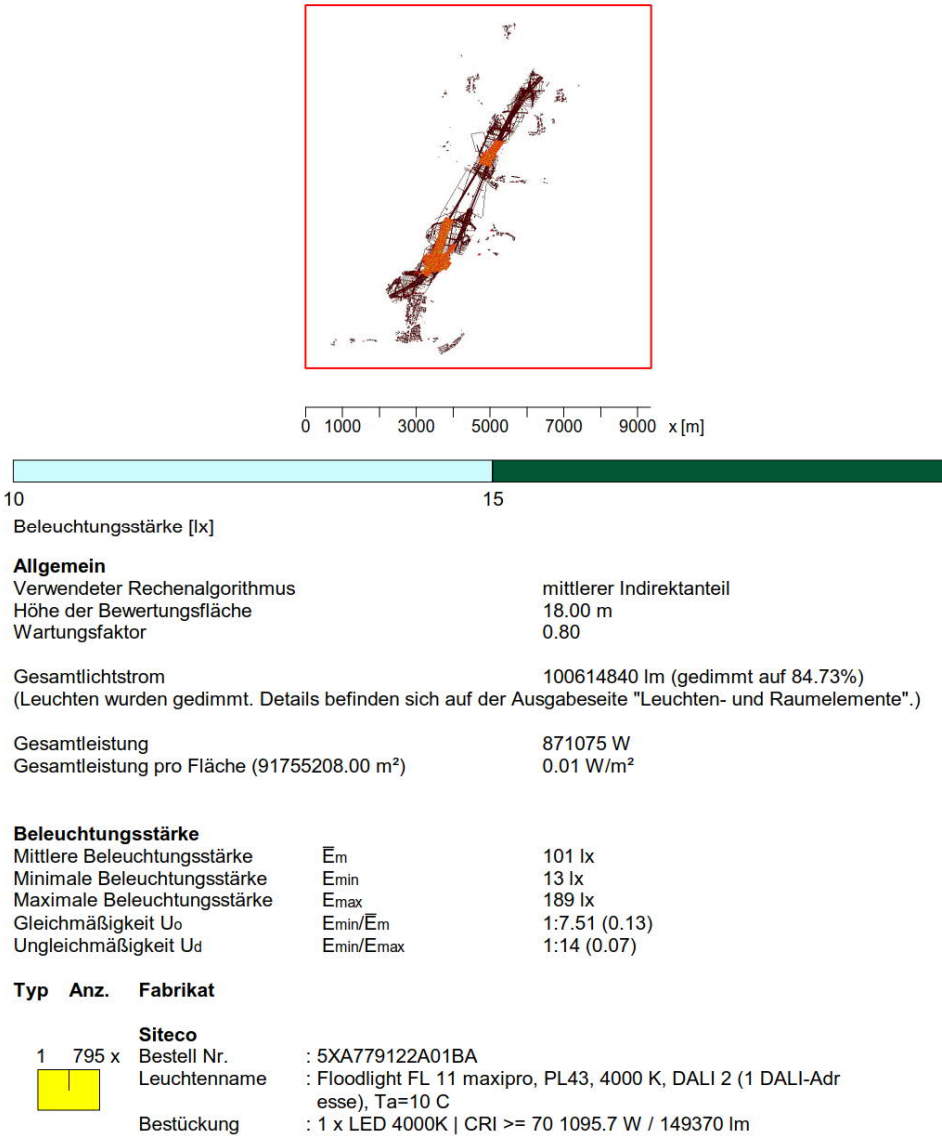 0 1000 3000 5000 7000 9000 x [m]
10 15
Beleuchtungsstärke [lx]
Allgemein
Verwendeter Rechenalgorithmus mittlerer Indirektanteil
Höhe der Bewertungsfläche 18.00 m
Wartungsfaktor 0.80
Gesamtlichtstrom 100614840 lm (gedimmt auf 84.73%)
(Leuchten wurden gedimmt. Details befinden sich auf der Ausgabeseite "Leuchten- und Raumelemente".)
Gesamtleistung 871075 W
Gesamtleistung pro Fläche (91755208.00 m²) 0.01 W/m²
Beleuchtungsstärke
Mittlere Beleuchtungsstärke Ēm 101 lx
Minimale Beleuchtungsstärke Emin 13 lx
Maximale Beleuchtungsstärke Emax 189 lx
Gleichmäßigkeit Uo Emin/Ēm 1:7.51 (0.13)
Ungleichmäßigkeit Ud Emin/Emax 1:14 (0.07)
Typ Anz. Fabrikat
Siteco
1 795 x Bestell Nr. : 5XA779122A01BA
Leuchtenname : Floodlight FL 11 maxipro, PL43, 4000 K, DALI 2 (1 DALI-Adr
esse), Ta=10 C
Bestückung : 1 x LED 4000K | CRI >= 70 1095.7 W / 149370 lm